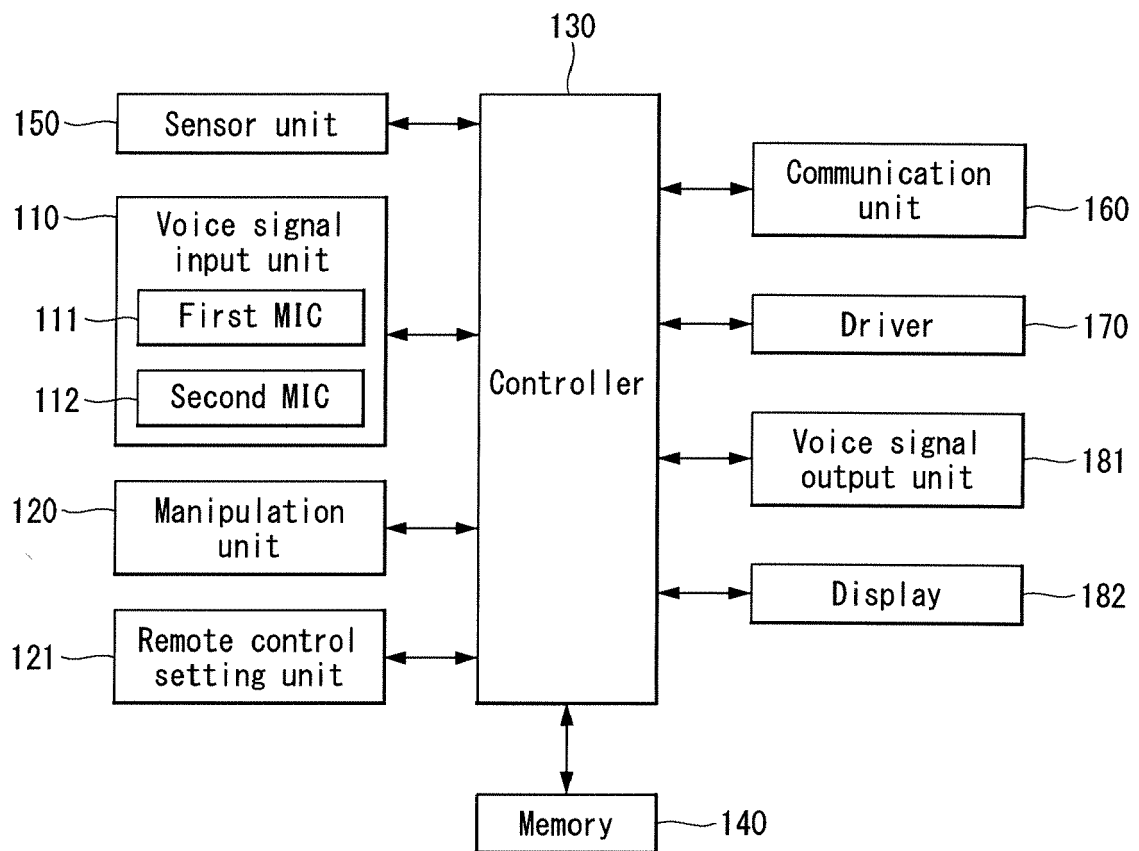 130
150
Sensor unit
110
Voice signal
input unit
111
First MIC
112
Second MIC
120
Manipulation
unit
121
Remote control
setting unit
Controller
Communication
unit
160
Driver
170
Voice signal
output unit
181
Display
182
Memory
140